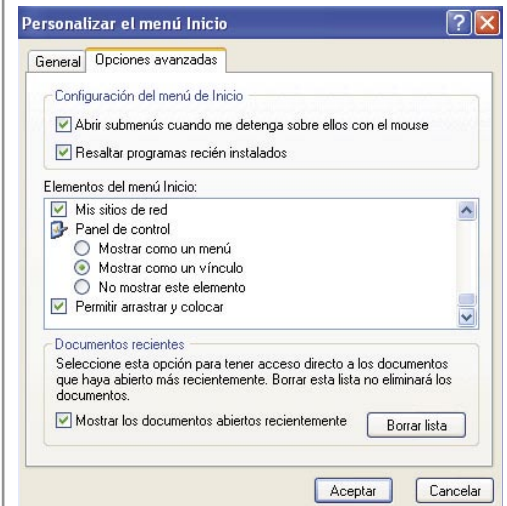 Personalizar el menú Inicio
General
Opciones avanzadas
Configuración del menú de Inicio
Abrir submenús cuando me detenga sobre ellos con el mouse
Resaltar programas recién instalados
Elementos del menú Inicio:
Mis sitios de red
Panel de control
Mostrar como un menú
Mostrar como un vínculo
No mostrar este elemento
Permitir arrastrar y colocar
Documentos recientes
Seleccione esta opción para tener acceso directo a los documentos
que haya abierto más recientemente. Borrar esta lista no eliminará los
documentos.
Mostrar los documentos abiertos recientemente
Borrar lista
Aceptar
Cancelar